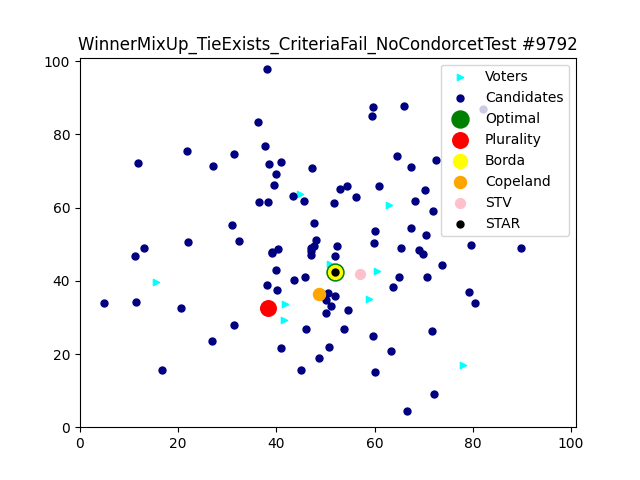 WinnerMixUp_TieExists_CriteriaFail_NoCondorcetTest #9792
100
80
60
40
20
0
0 20 40 60 80 100
Voters
Candidates
Optimal
Plurality
Borda
Copeland
STV
STAR